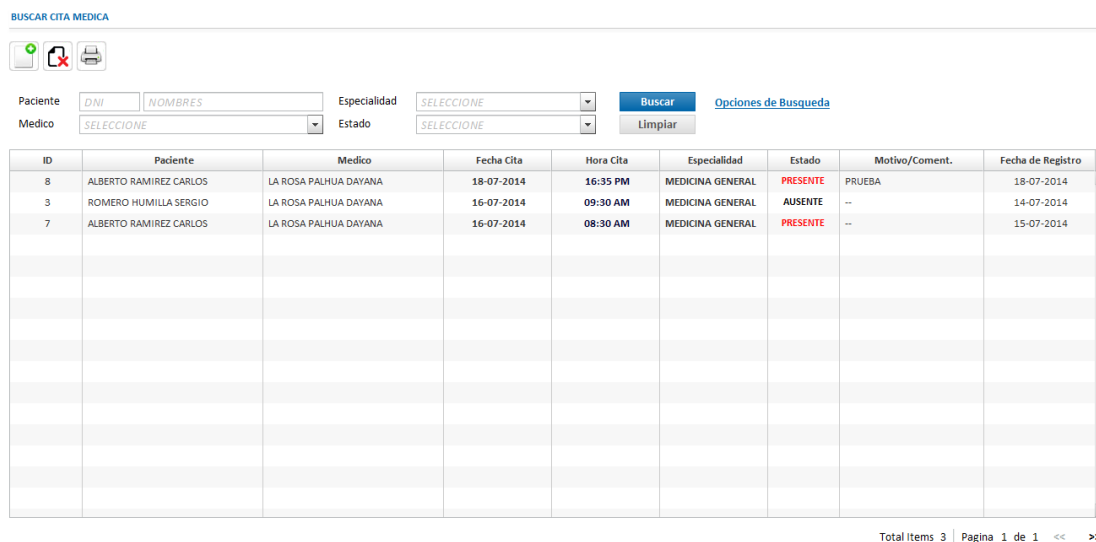 BUSCAR CITA MEDICA
Paciente DNI NOMBRES Especialidad SELECCIONE Buscar Opciones de Busqueda
Medico SELECCIONE Estado SELECCIONE Limpiar
ID Paciente Medico Fecha Cita Hora Cita Especialidad Estado Motivo/Coment. Fecha de Registro
8 ALBERTO RAMIREZ CARLOS LA ROSA PALHUA DAYANA 18-07-2014 16:35 PM MEDICINA GENERAL PRESENTE PRUEBA 18-07-2014
3 ROMERO HUMILLA SERGIO LA ROSA PALHUA DAYANA 16-07-2014 09:30 AM MEDICINA GENERAL AUSENTE -- 14-07-2014
7 ALBERTO RAMIREZ CARLOS LA ROSA PALHUA DAYANA 16-07-2014 08:30 AM MEDICINA GENERAL PRESENTE -- 15-07-2014
Total Items 3 | Pagina 1 de 1 << >>